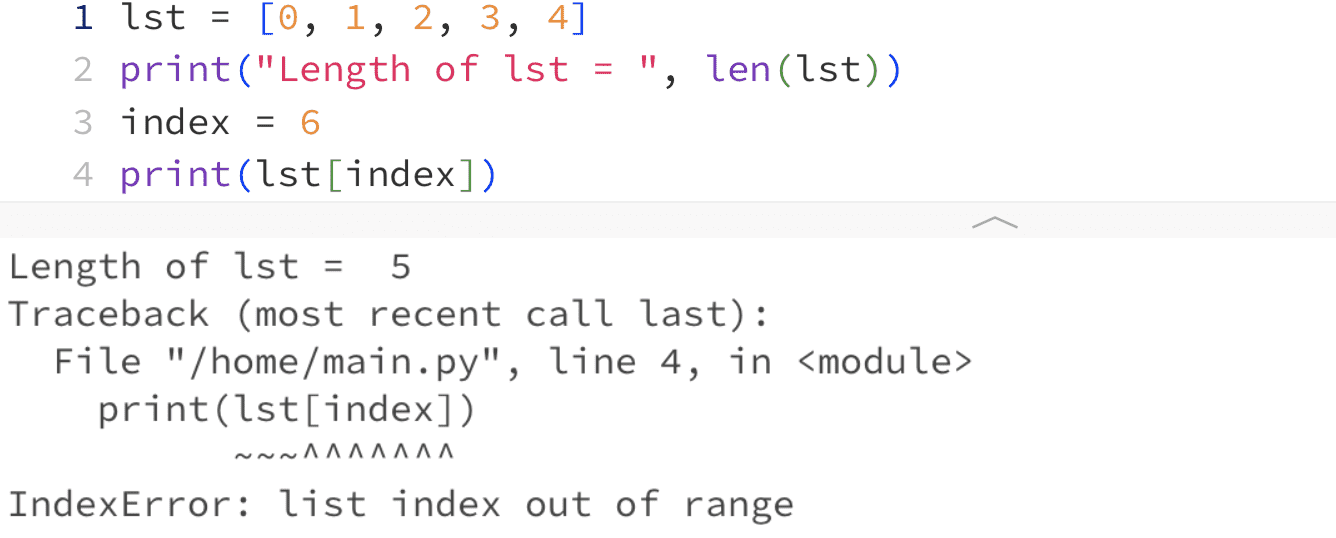 1 lst = [0, 1, 2, 3, 4]
2 print("Length of lst = ", len(lst))
3 index = 6
4 print(lst[index])
Length of lst =  5
Traceback (most recent call last):
  File "/home/main.py", line 4, in <module>
    print(lst[index])
          ~~~^^^^^^^
IndexError: list index out of range